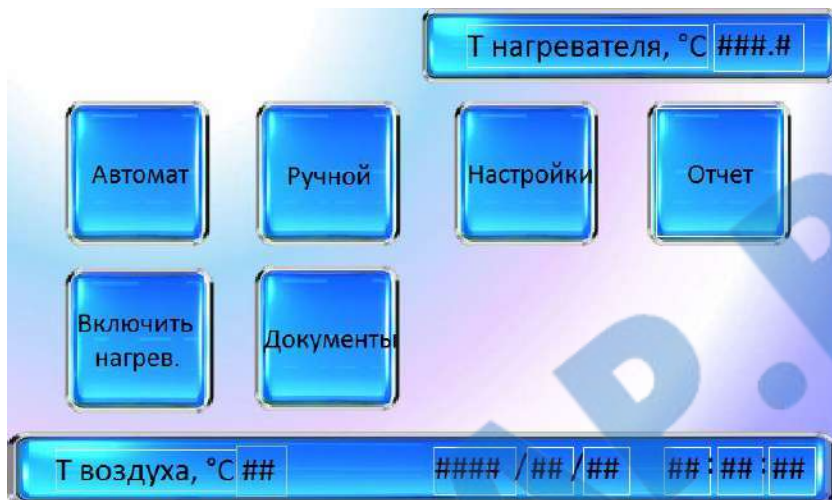 Т нагревателя, °C ###.#
Автомат
Ручной
Настройки
Отчет
Включить
нагрев.
Документы
Т воздуха, °C ## #### / ## / ## ## : ## : ##